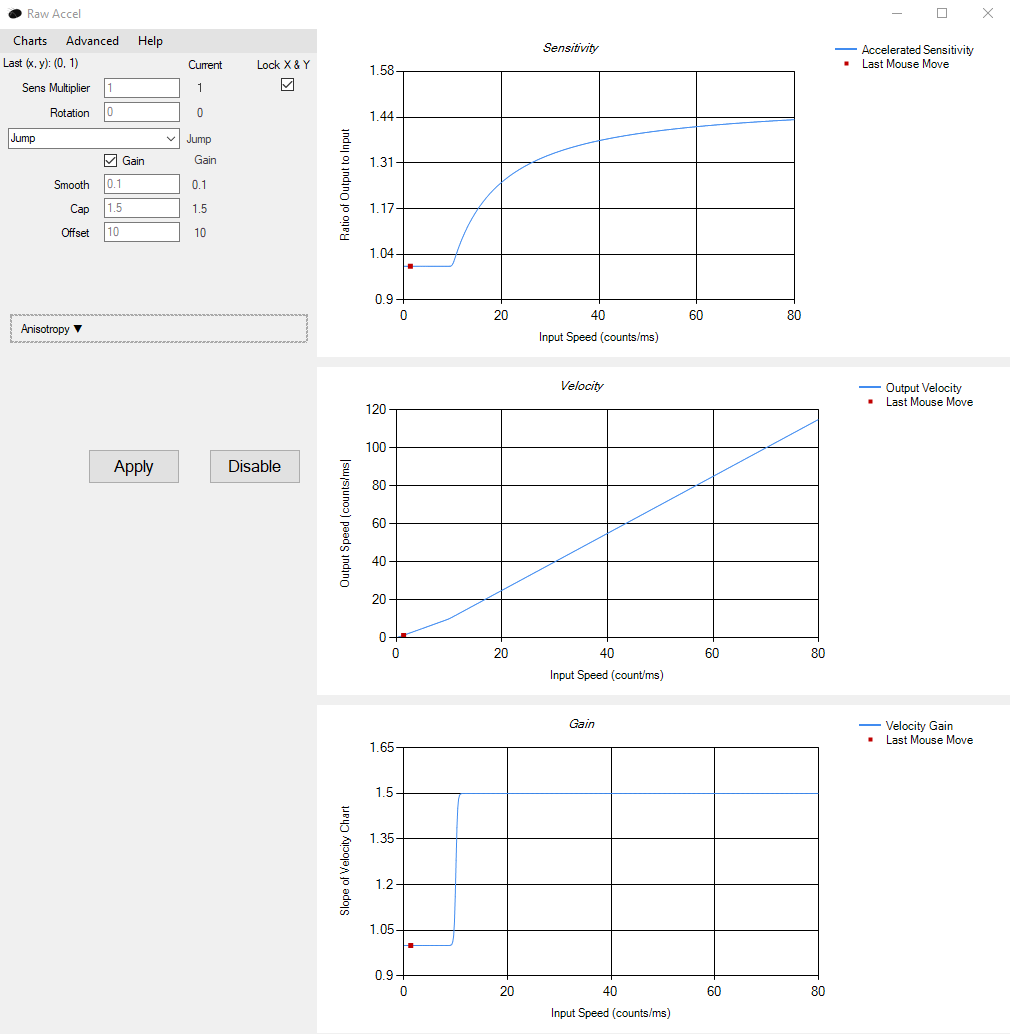 Raw Accel
Charts Advanced Help
Last (x, y): (0, 1)
Current
Lock X & Y
Sens Multiplier 1 1
Rotation 0 0
Jump Jump
Gain Gain
Smooth 0.1 0.1
Cap 1.5 1.5
Offset 10 10
Anisotropy ▼
Apply Disable
Sensitivity
Accelerated Sensitivity
Last Mouse Move
Ratio of Output to Input
1.58
1.44
1.31
1.17
1.04
0.9
0 20 40 60 80
Input Speed (counts/ms)
Velocity
Output Velocity
Last Mouse Move
Output Speed (counts/ms)
120
100
80
60
40
20
0
0 20 40 60 80
Input Speed (count/ms)
Gain
Velocity Gain
Last Mouse Move
Slope of Velocity Chart
1.65
1.5
1.35
1.2
1.05
0.9
0 20 40 60 80
Input Speed (counts/ms)